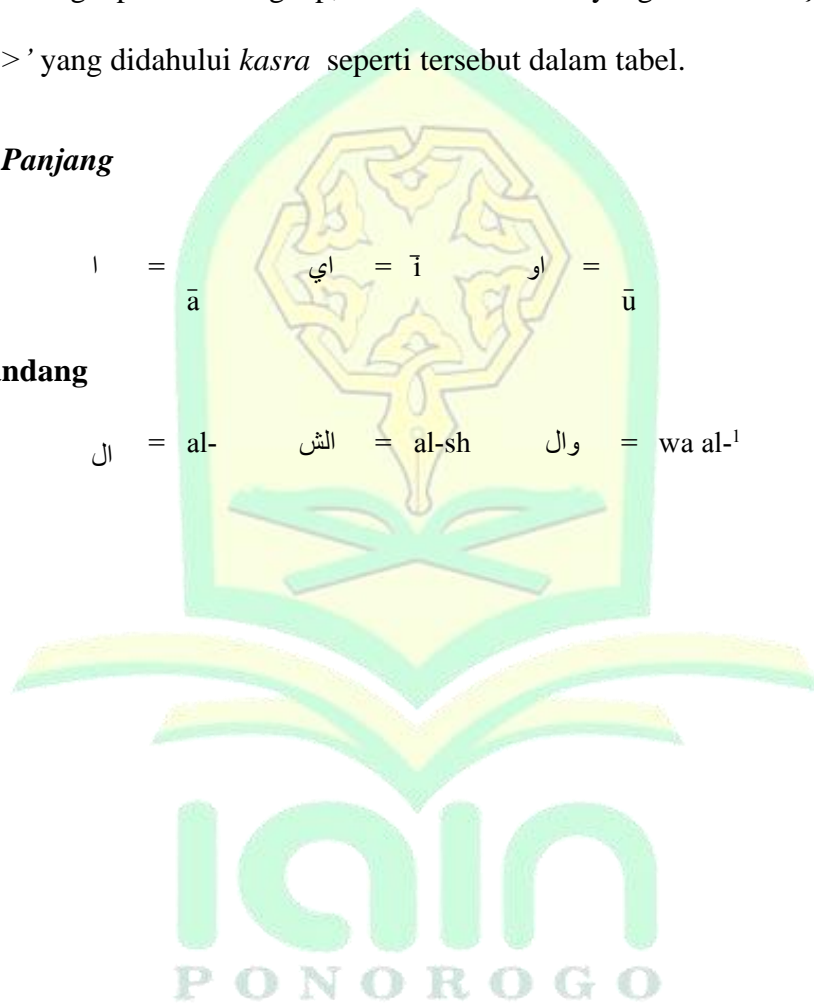 >’ yang didahului kasra seperti tersebut dalam tabel.
Panjang
ا = ā اي = ī او = ū
ndang
ال = al- الش = al-sh وال = wa al-¹
iain
PONOROGO